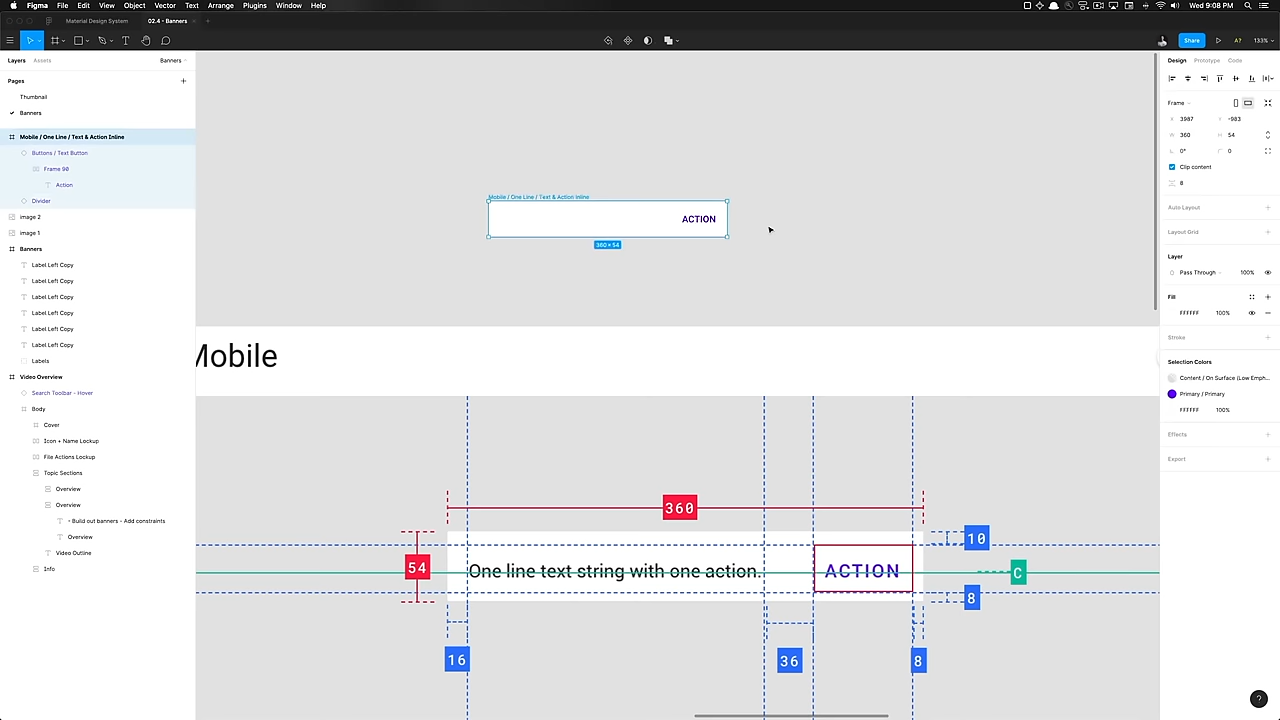 Figma File Edit View Object Vector Text Arrange Plugins Window Help
Wed 9:08 PM
Material Design System
02.4 - Banners
Share
A?
133%
Layers Assets Banners
Design Prototype Code
Pages
Thumbnail
Banners
Mobile / One Line / Text & Action Inline
Buttons / Text Button
Frame 90
Action
Divider
image 2
image 1
Banners
Label Left Copy
Label Left Copy
Label Left Copy
Label Left Copy
Label Left Copy
Label Left Copy
Labels
Video Overview
Search Toolbar - Hover
Body
Cover
Icon + Name Lockup
File Actions Lockup
Topic Sections
Overview
Overview
- Build out banners - Add constraints
Overview
Video Outline
Info
Mobile / One Line / Text & Action Inline
ACTION
360 × 54
Mobile
360
54
10
One line text string with one action.
ACTION
C
8
16
36
8
Frame
X 3987 Y -983
W 360 H 54
0° 0
Clip content
8
Auto Layout
Layout Grid
Layer
Pass Through 100%
Fill
FFFFFF 100%
Stroke
Selection Colors
Content / On Surface (Low Emph...
Primary / Primary
FFFFFF 100%
Effects
Export
?